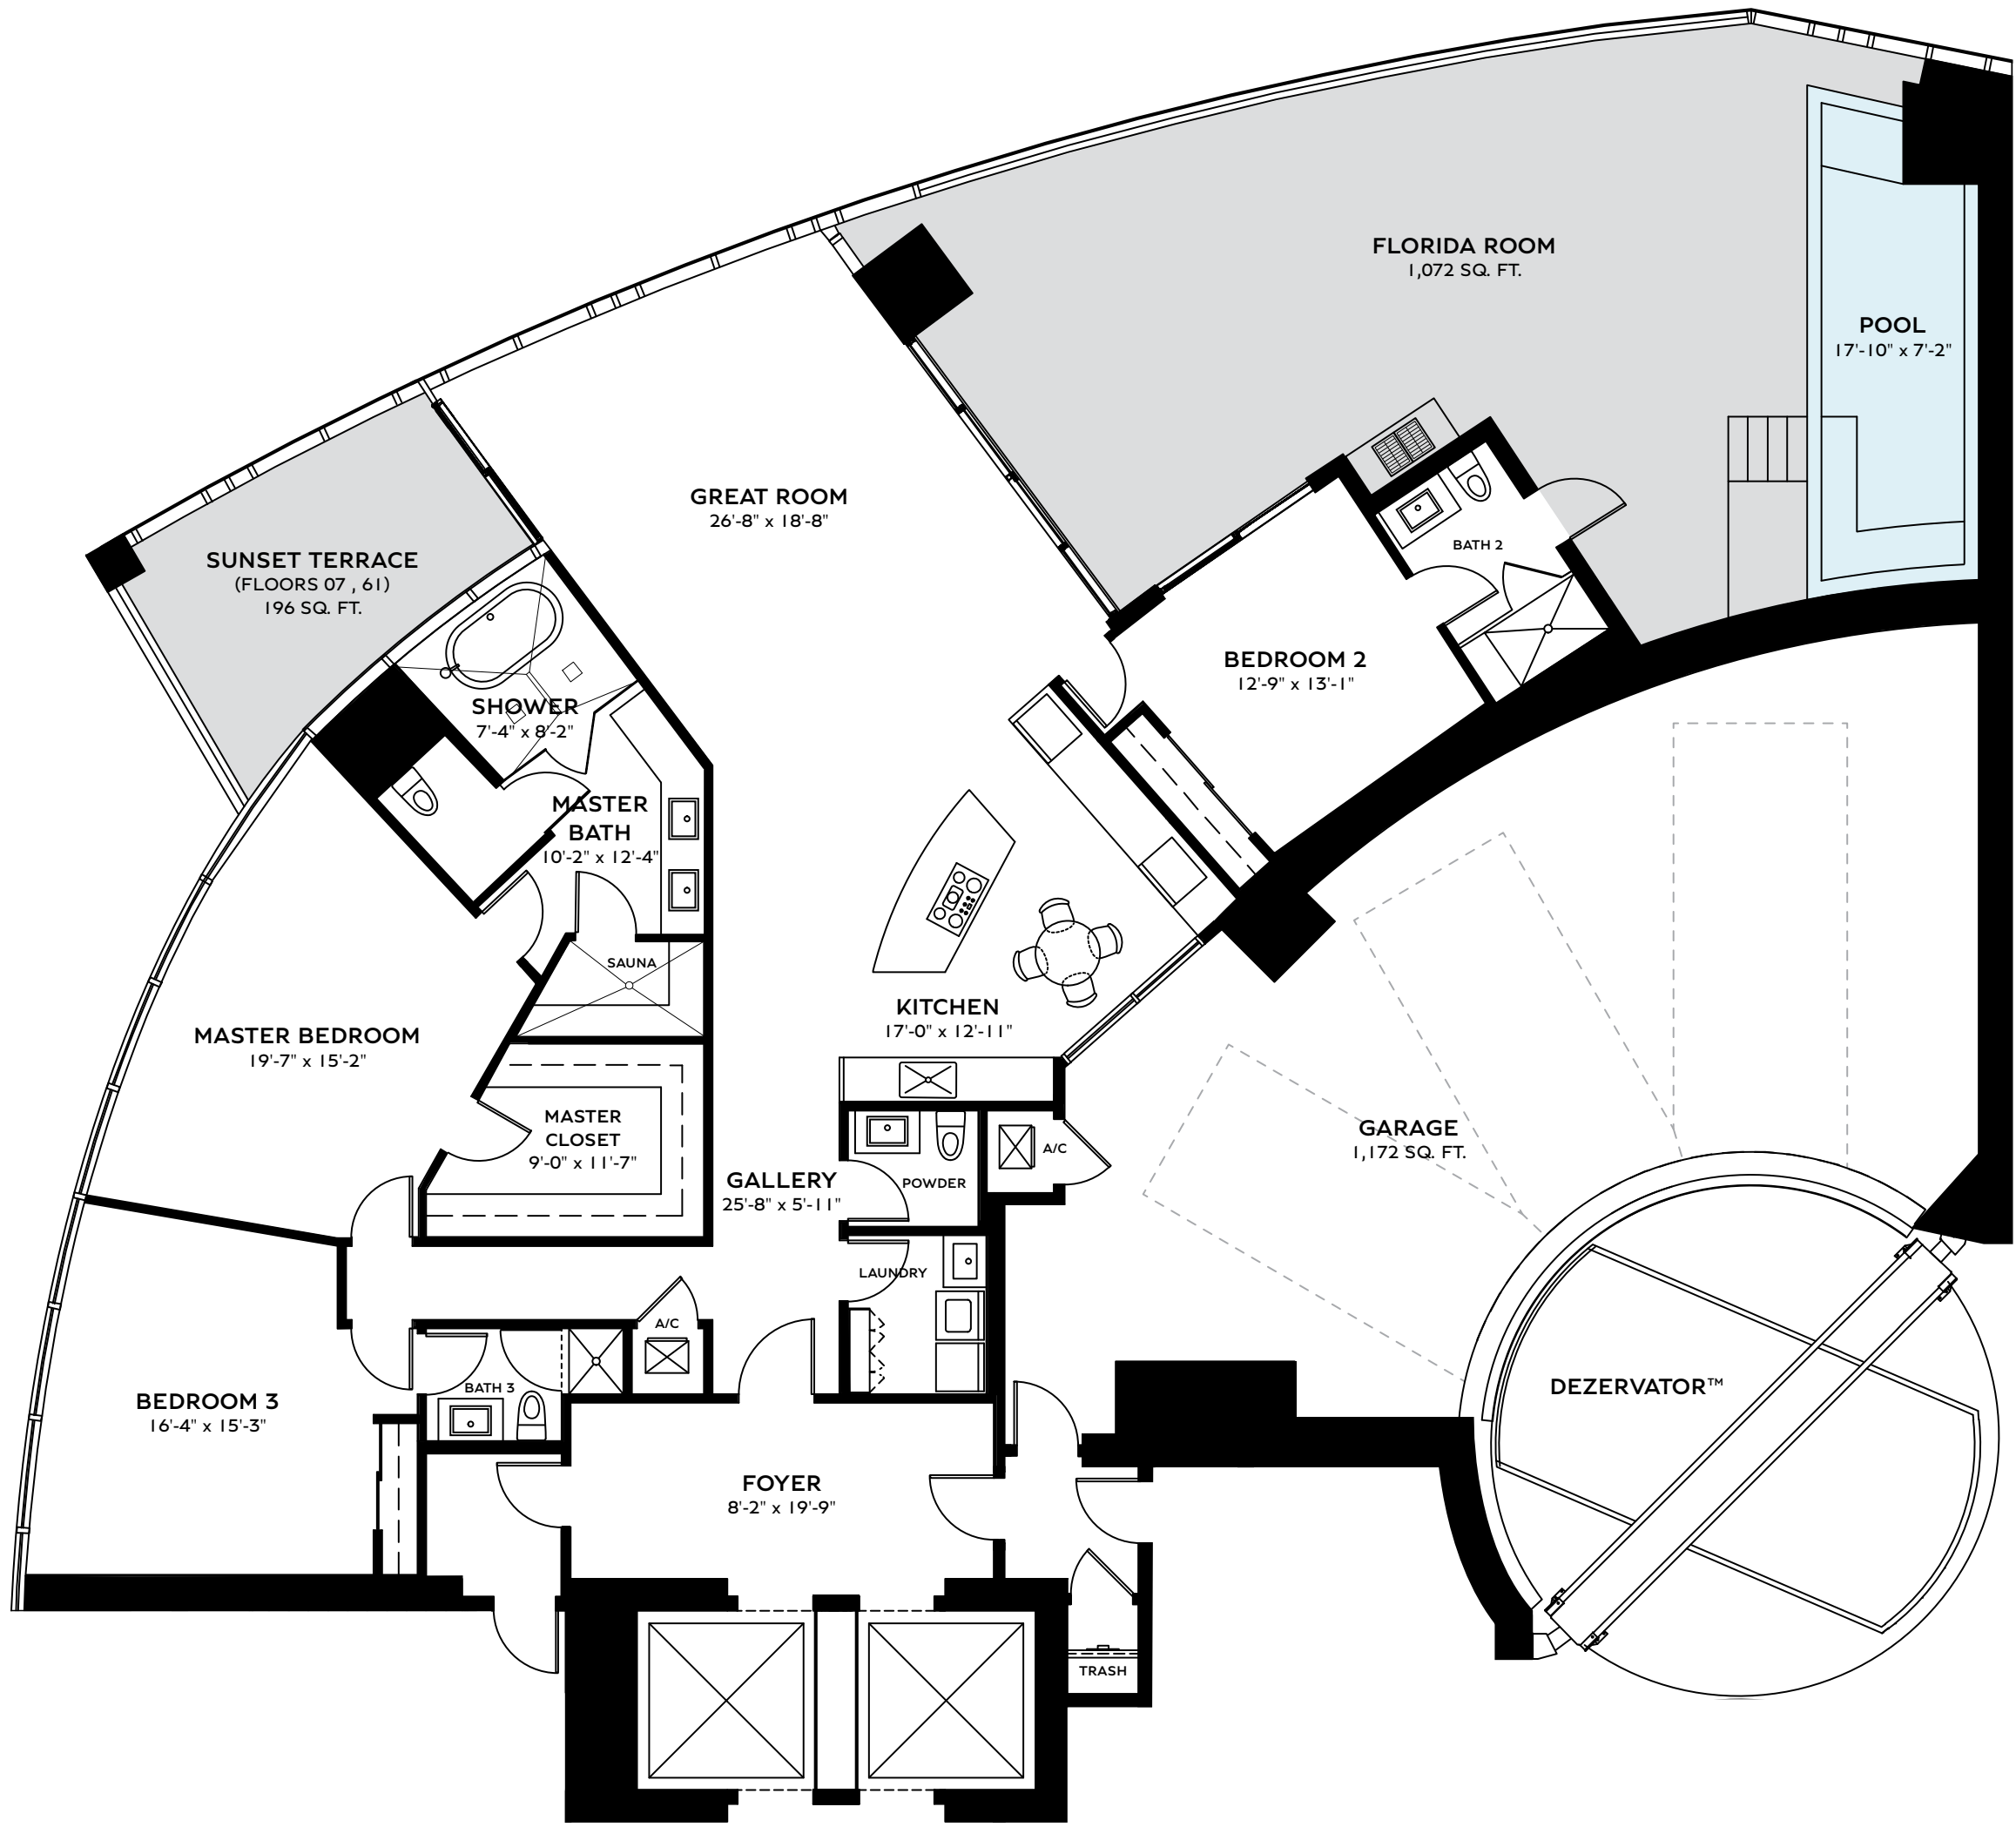 FLORIDA ROOM
1,072 SQ. FT.
POOL
17'-10" x 7'-2"
GREAT ROOM
26'-8" x 18'-8"
SUNSET TERRACE
(FLOORS 07 , 61)
196 SQ. FT.
BATH 2
BEDROOM 2
12'-9" x 13'-1"
SHOWER
7'-4" x 8'-2"
MASTER
BATH
10'-2" x 12'-4"
SAUNA
KITCHEN
17'-0" x 12'-11"
MASTER BEDROOM
19'-7" x 15'-2"
MASTER
CLOSET
9'-0" x 11'-7"
GARAGE
1,172 SQ. FT.
A/C
GALLERY
25'-8" x 5'-11"
POWDER
LAUNDRY
A/C
BATH 3
BEDROOM 3
16'-4" x 15'-3"
DEZERVATOR™
FOYER
8'-2" x 19'-9"
TRASH